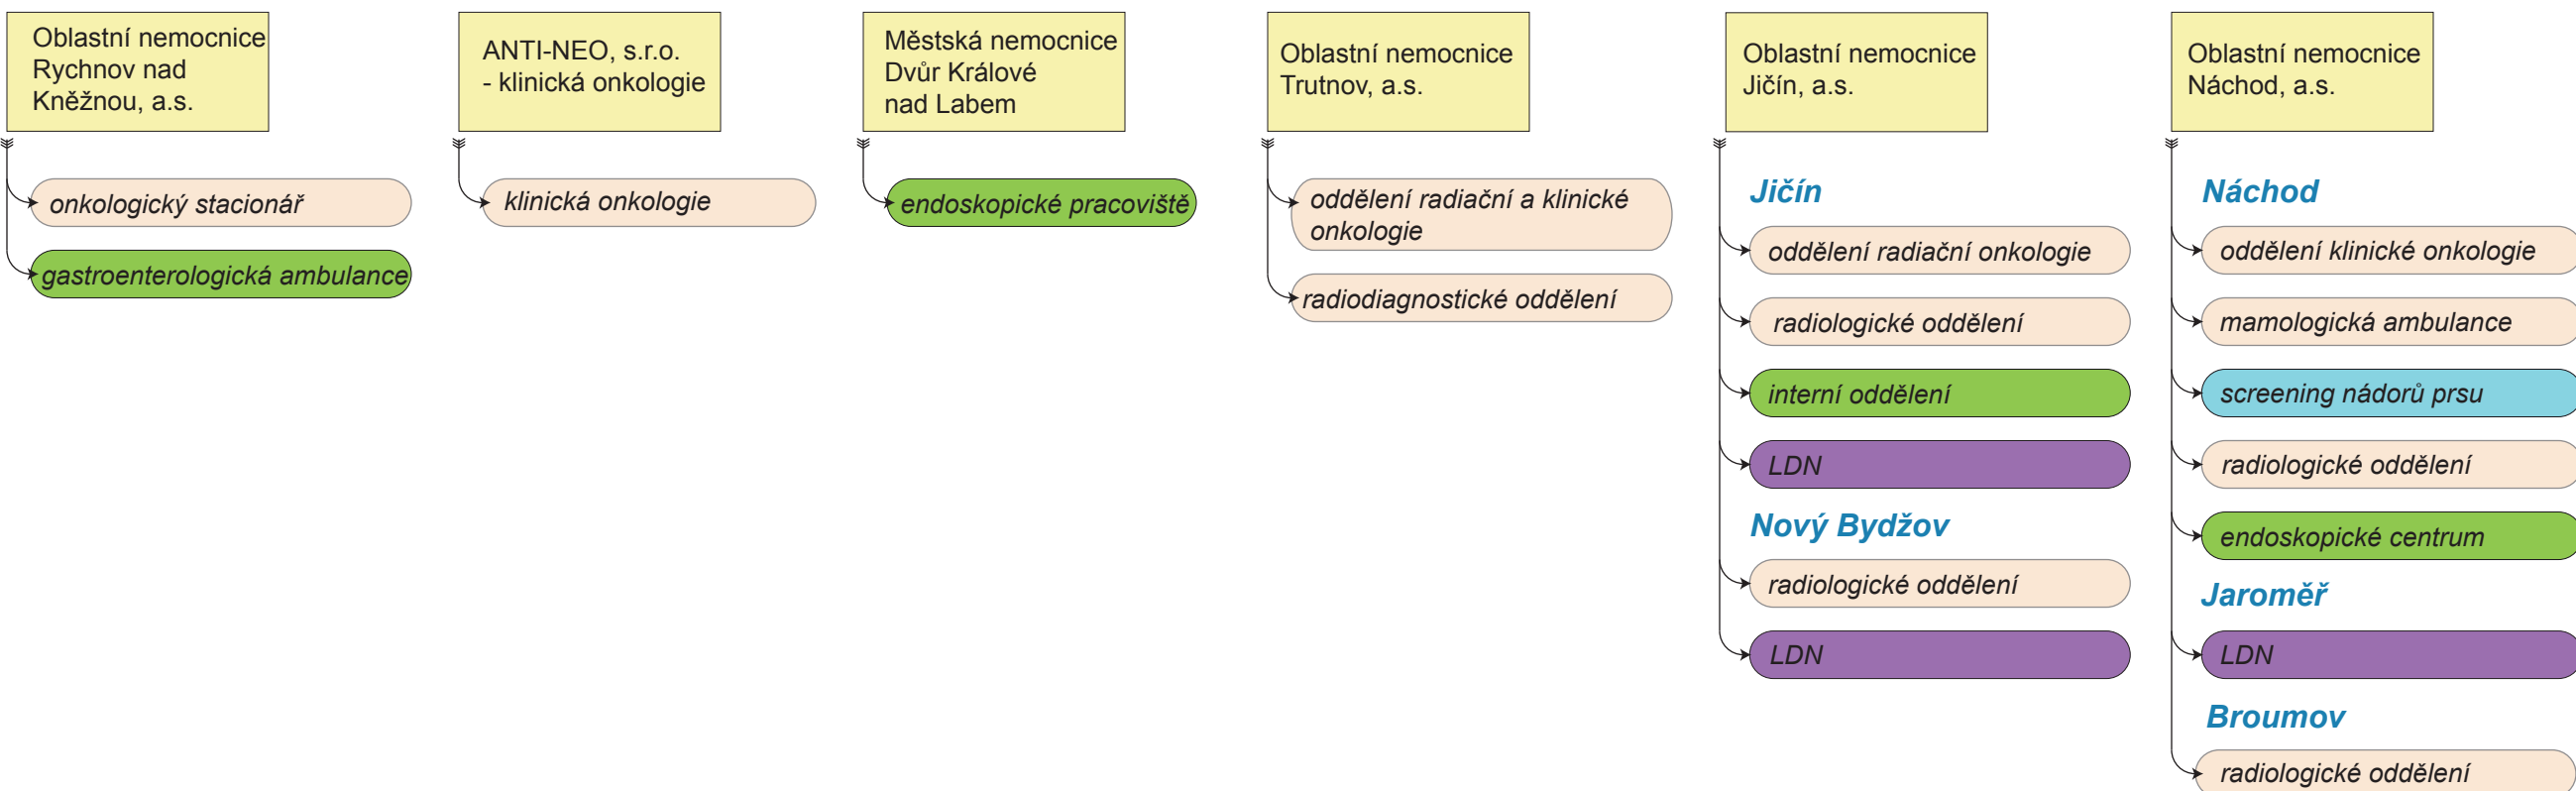 Oblastní nemocnice
Rychnov nad
Kněžnou, a.s.
onkologický stacionář
gastroenterologická ambulance
ANTI-NEO, s.r.o.
- klinická onkologie
klinická onkologie
Městská nemocnice
Dvůr Králové
nad Labem
endoskopické pracoviště
Oblastní nemocnice
Trutnov, a.s.
oddělení radiační a klinické
onkologie
radiodiagnostické oddělení
Oblastní nemocnice
Jičín, a.s.
Jičín
oddělení radiační onkologie
radiologické oddělení
interní oddělení
LDN
Nový Bydžov
radiologické oddělení
LDN
Oblastní nemocnice
Náchod, a.s.
Náchod
oddělení klinické onkologie
mamologická ambulance
screening nádorů prsu
radiologické oddělení
endoskopické centrum
Jaroměř
LDN
Broumov
radiologické oddělení